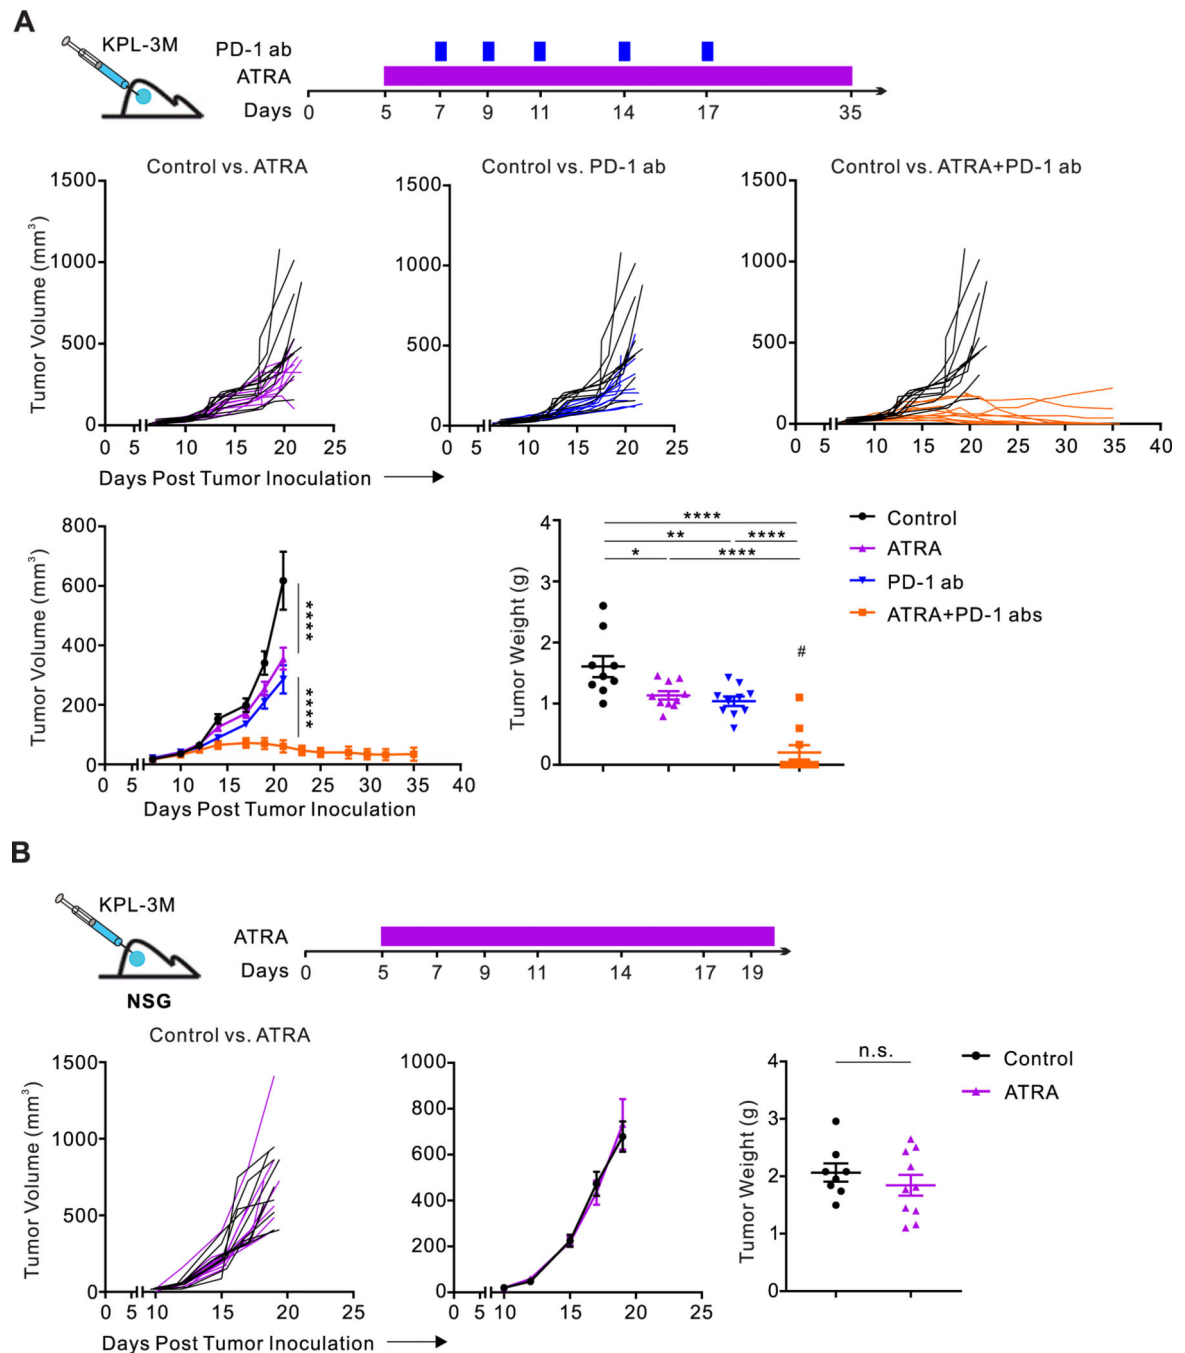 A
KPL-3M
PD-1 ab
ATRA
Days 0 5 7 9 11 14 17 35
Control vs. ATRA
Control vs. PD-1 ab
Control vs. ATRA+PD-1 ab
Tumor Volume (mm³)
1500
1000
500
0
0 5 10 15 20 25
1500
1000
500
0
0 5 10 15 20 25
1500
1000
500
0
0 5 10 15 20 25 30 35 40
Days Post Tumor Inoculation
Tumor Volume (mm³)
800
600
400
200
0
0 5 10 15 20 25 30 35 40
Days Post Tumor Inoculation
****
****
Tumor Weight (g)
4
3
2
1
0
****
** ****
* ****
#
Control
ATRA
PD-1 ab
ATRA+PD-1 abs
B
KPL-3M
NSG
ATRA
Days 0 5 7 9 11 14 17 19
Control vs. ATRA
Tumor Volume (mm³)
1500
1000
500
0
0 5 10 15 20 25
Days Post Tumor Inoculation
1000
800
600
400
200
0
0 5 10 15 20 25
Tumor Weight (g)
4
3
2
1
0
n.s.
Control
ATRA